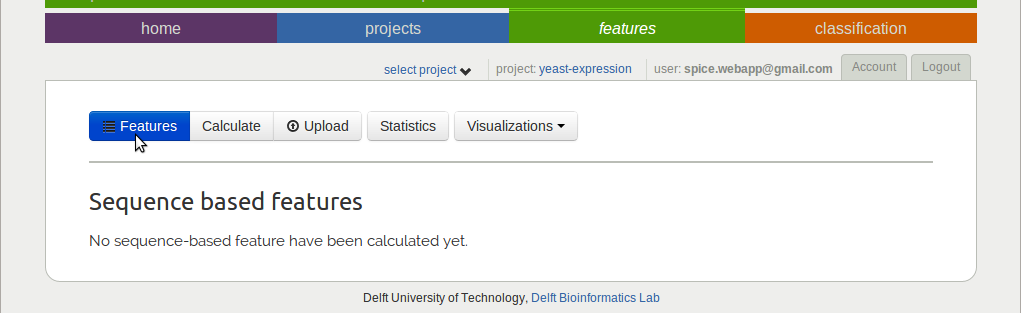 home projects features classification
select project project: yeast-expression user: spice.webapp@gmail.com Account Logout
Features Calculate Upload Statistics Visualizations
Sequence based features
No sequence-based feature have been calculated yet.
Delft University of Technology, Delft Bioinformatics Lab